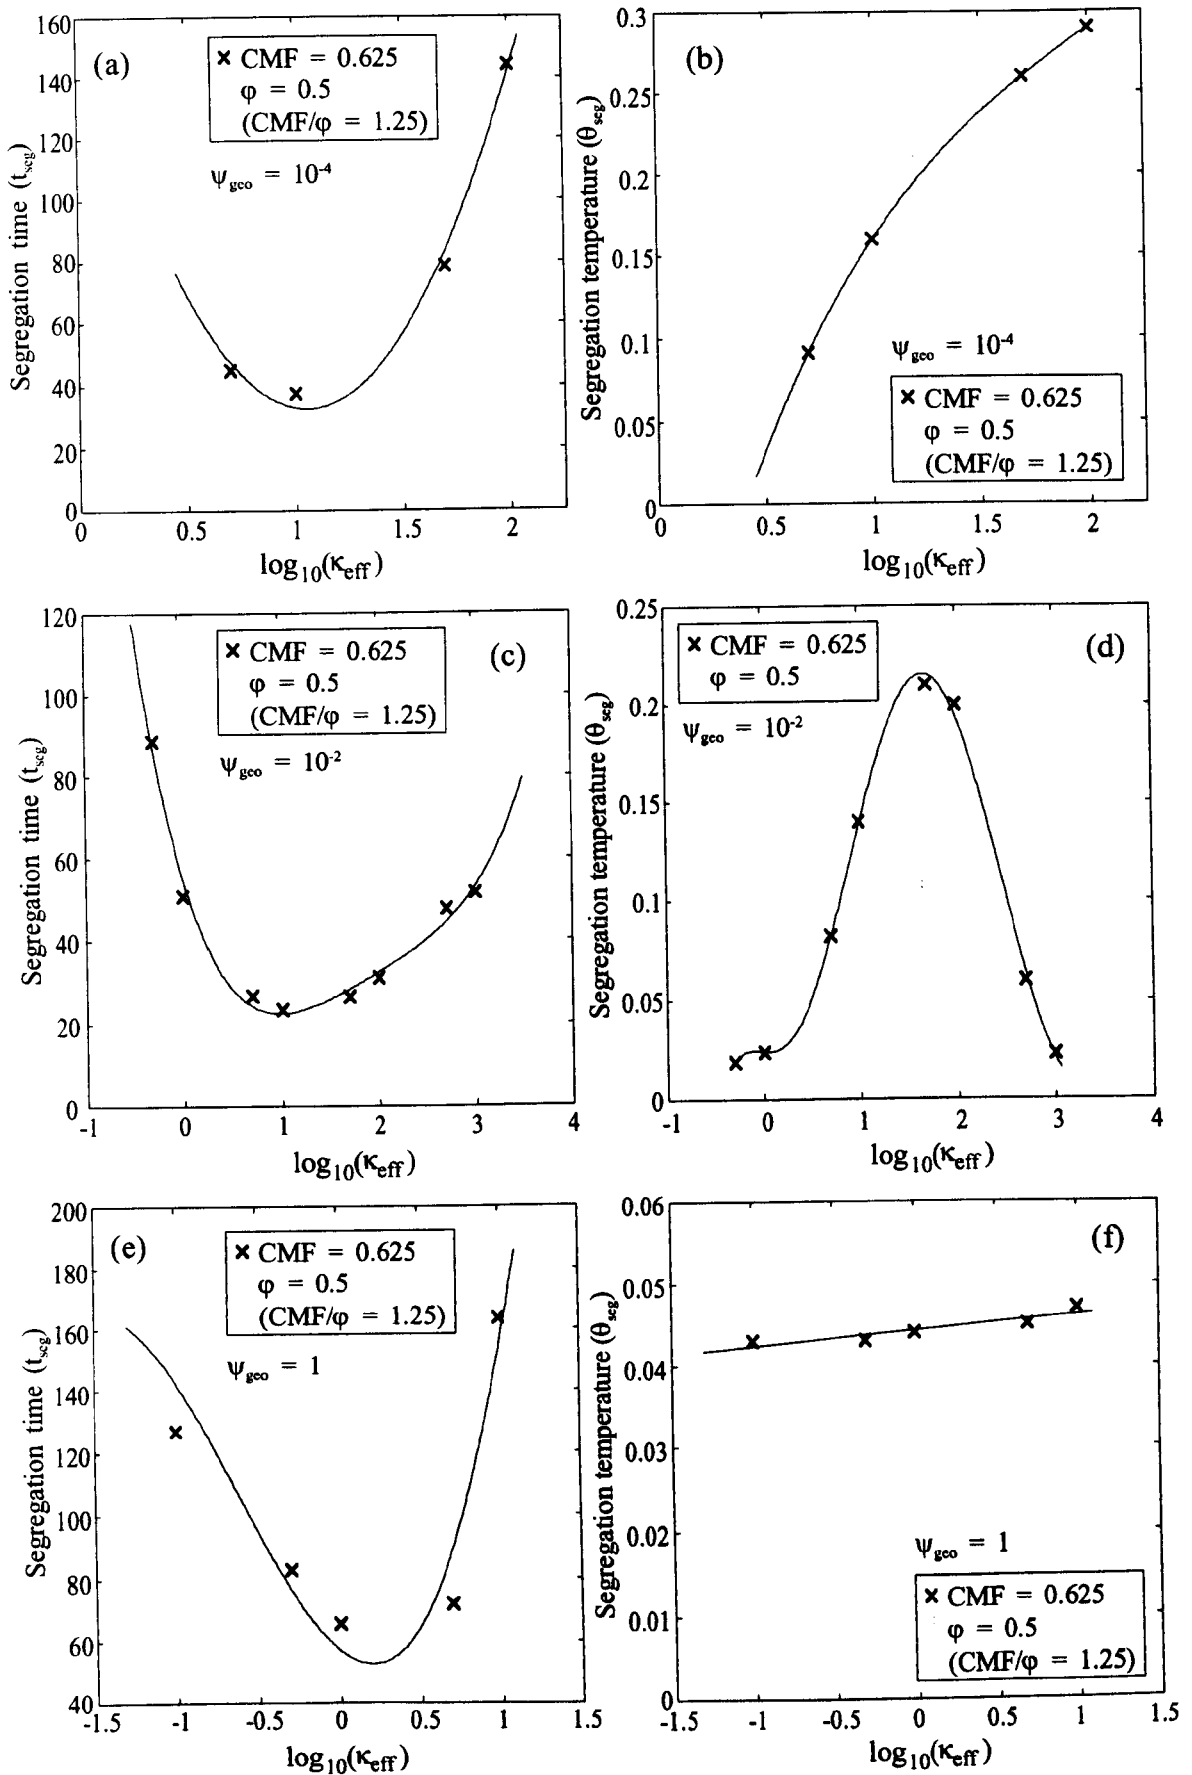 (a)
× CMF = 0.625
φ = 0.5
(CMF/φ = 1.25)
ψgeo = 10-4
Segregation time (tseg)
160
140
120
100
80
60
40
20
0
0 0.5 1 1.5 2
log10(κeff)
(b)
Segregation temperature (θseg)
0.3
0.25
0.2
0.15
0.1
0.05
0
ψgeo = 10-4
× CMF = 0.625
φ = 0.5
(CMF/φ = 1.25)
0 0.5 1 1.5 2
log10(κeff)
(c)
× CMF = 0.625
φ = 0.5
(CMF/φ = 1.25)
ψgeo = 10-2
Segregation time (tseg)
120
100
80
60
40
20
0
-1 0 1 2 3 4
log10(κeff)
(d)
× CMF = 0.625
φ = 0.5
ψgeo = 10-2
Segregation temperature (θseg)
0.25
0.2
0.15
0.1
0.05
0
-1 0 1 2 3 4
log10(κeff)
(e)
× CMF = 0.625
φ = 0.5
(CMF/φ = 1.25)
ψgeo = 1
Segregation time (tseg)
200
180
160
140
120
100
80
60
40
-1.5 -1 -0.5 0 0.5 1 1.5
log10(κeff)
(f)
Segregation temperature (θseg)
0.06
0.05
0.04
0.03
0.02
0.01
0
ψgeo = 1
× CMF = 0.625
φ = 0.5
(CMF/φ = 1.25)
-1.5 -1 -0.5 0 0.5 1 1.5
log10(κeff)